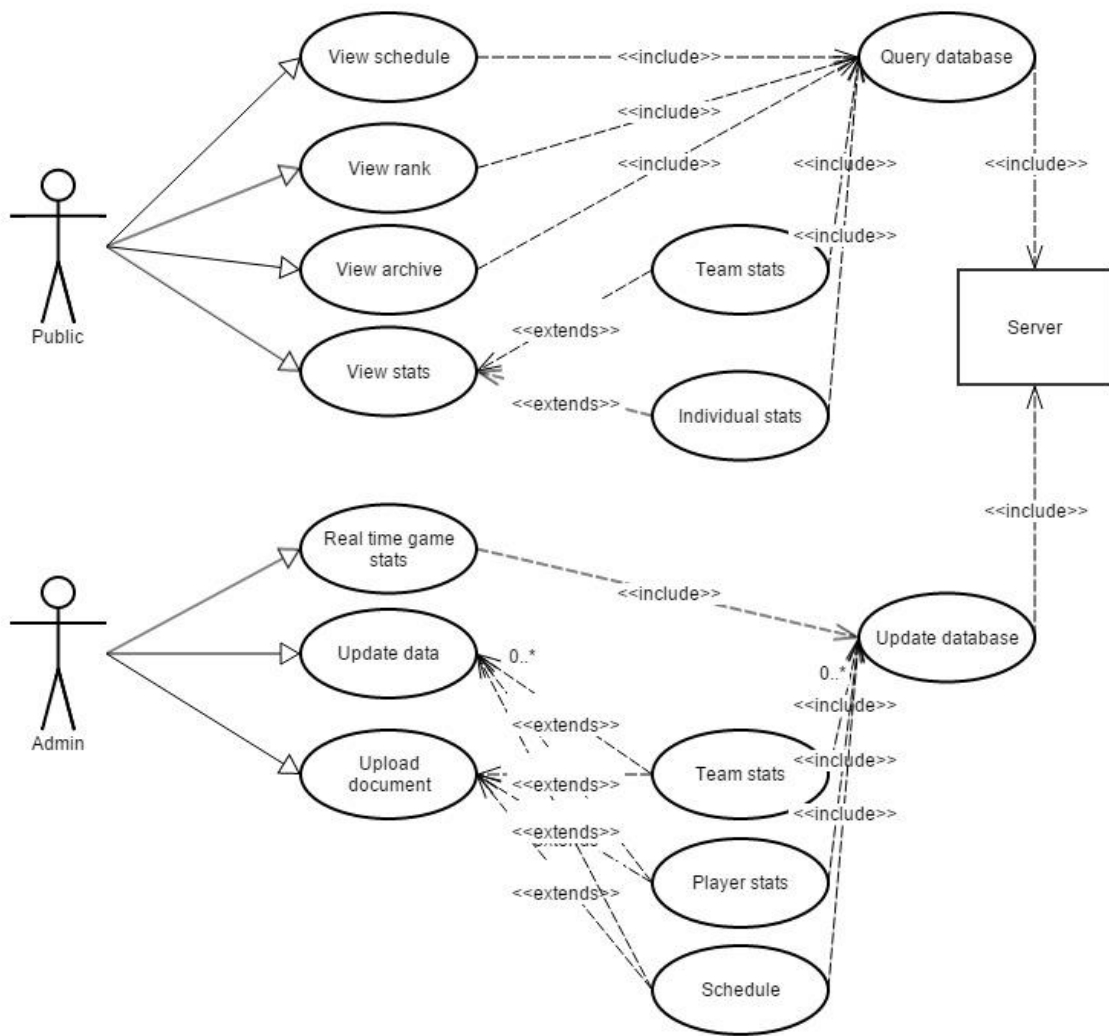 View schedule
<<include>>
Query database
<<include>>
View rank
<<include>>
<<include>>
<<include>>
Public
View archive
Team stats
<<include>>
Server
<<extends>>
View stats
<<extends>>
Individual stats
Real time game
stats
<<include>>
<<include>>
Admin
Update data
0..*
Update database
0..*
<<include>>
<<extends>>
Upload
document
Team stats
<<include>>
<<extends>>
<<include>>
<<extends>>
extends
Player stats
<<extends>>
Schedule